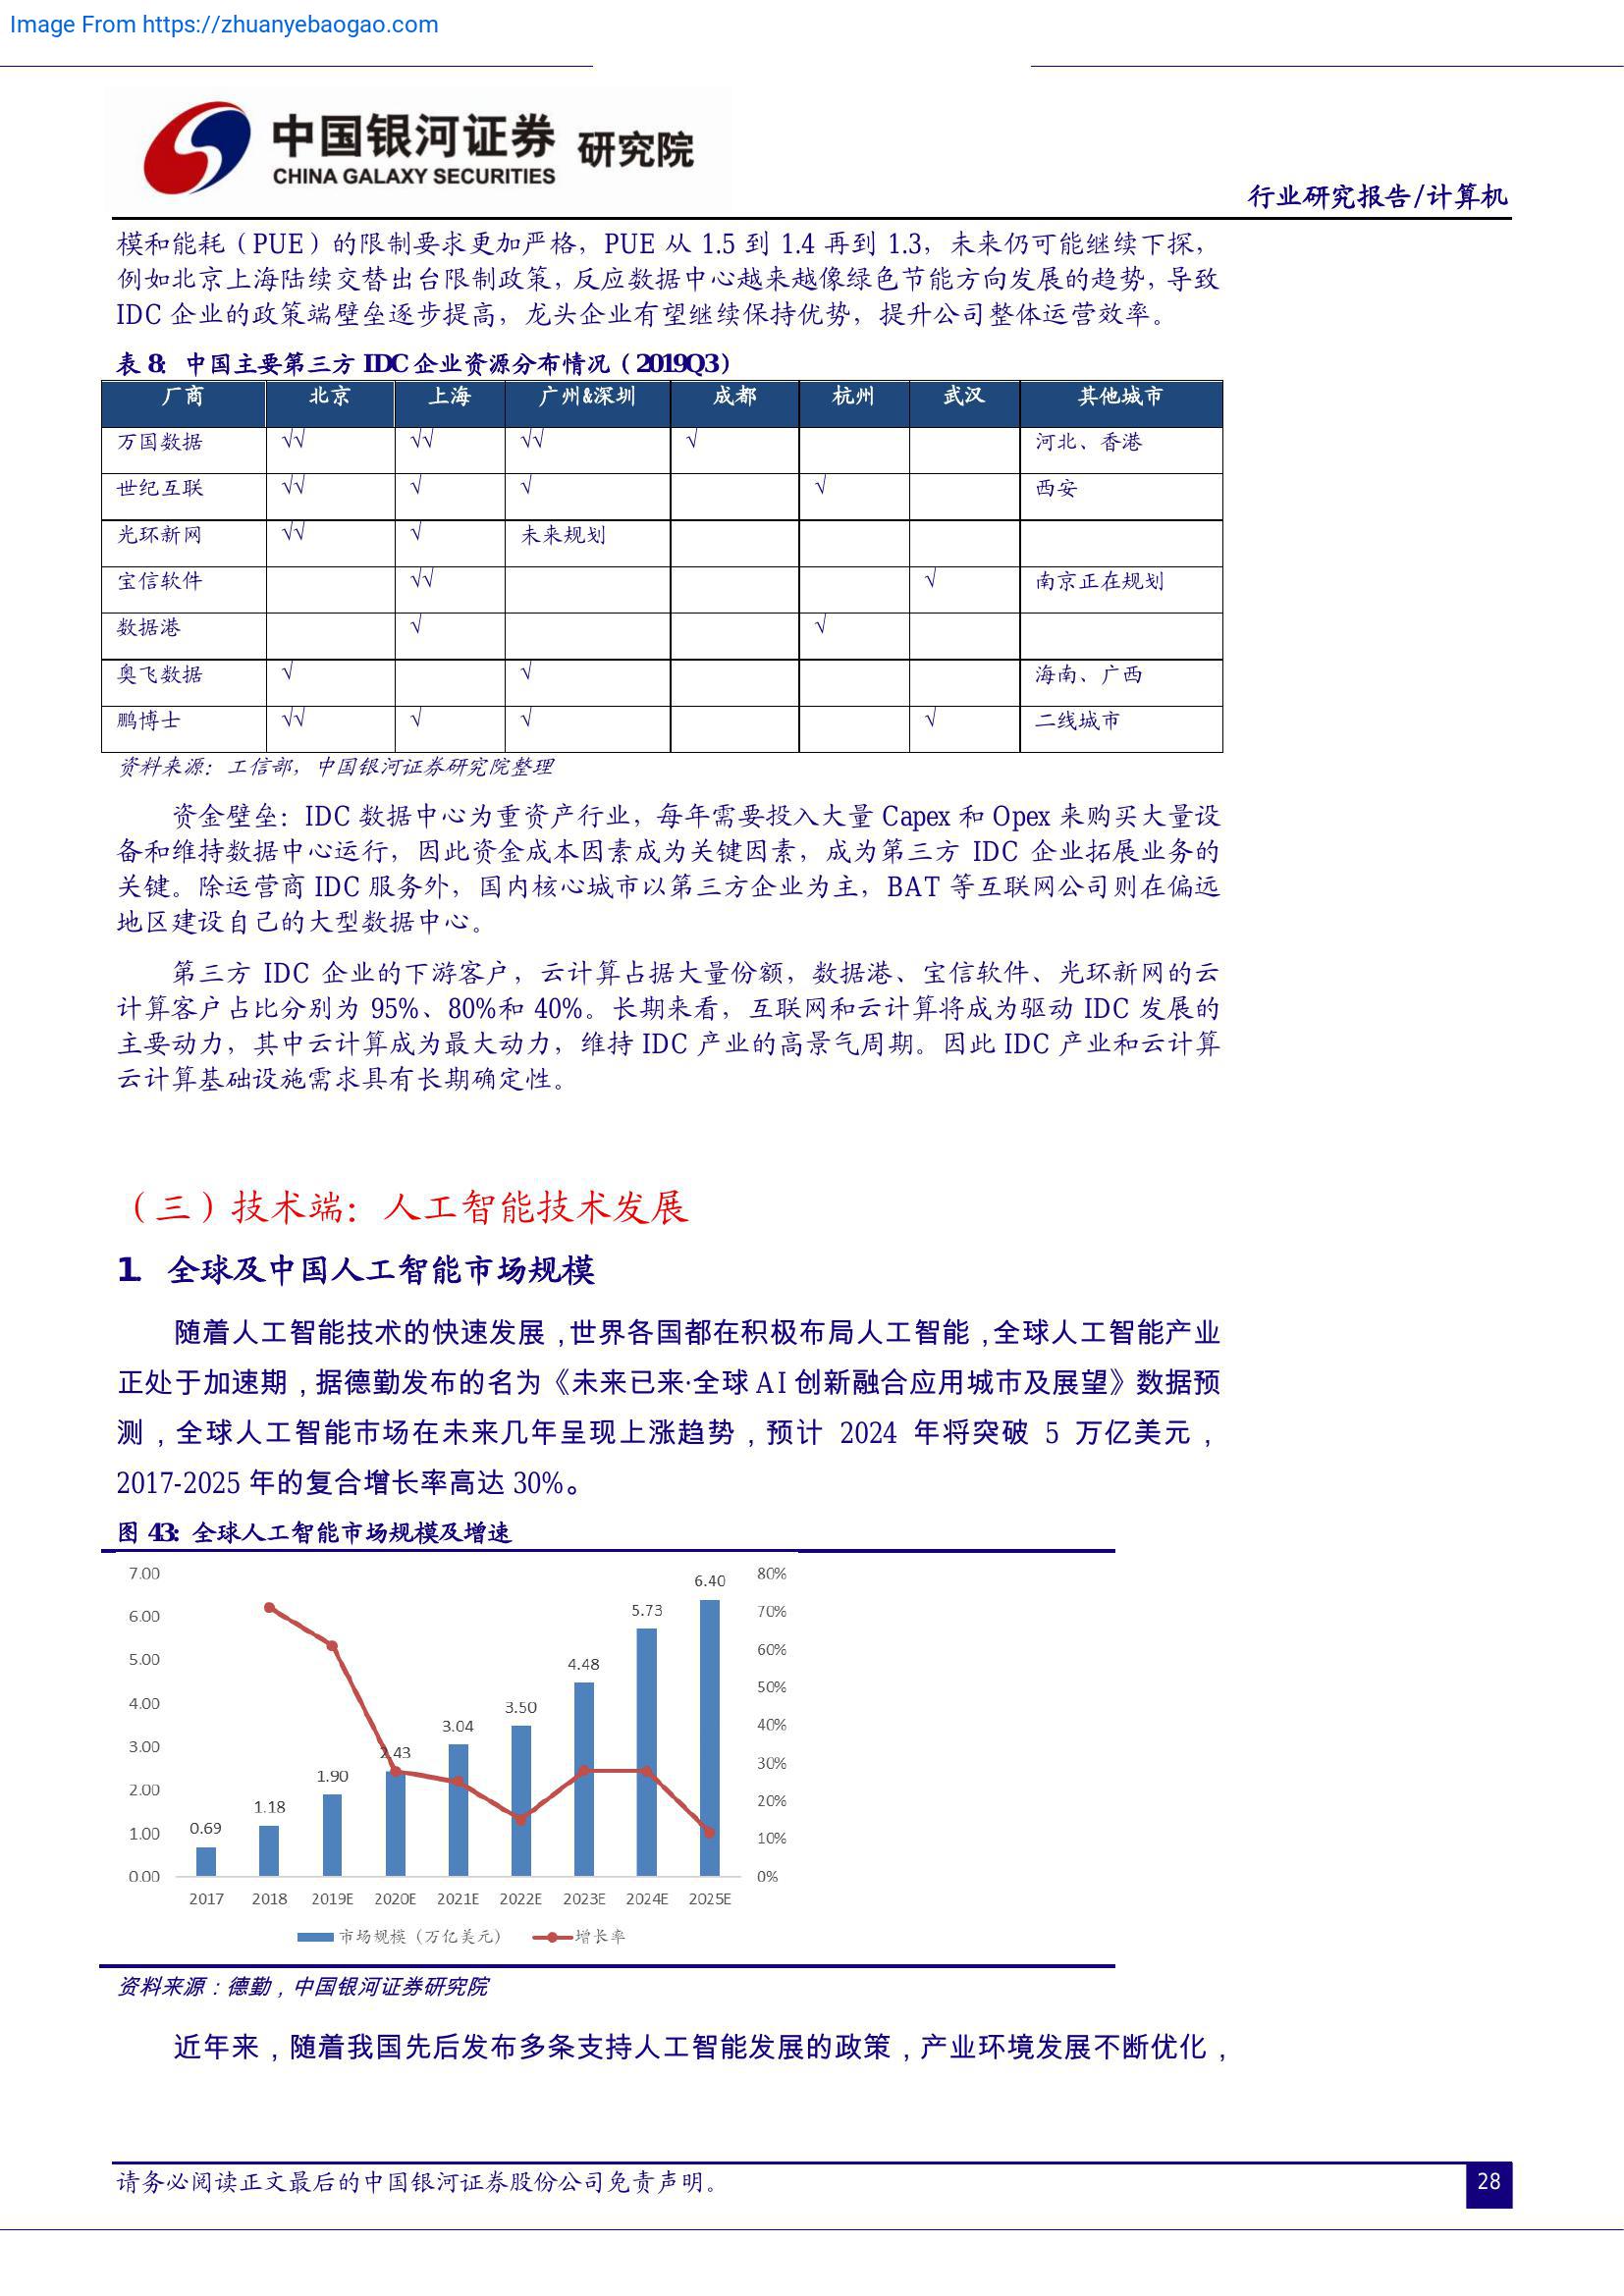 Image From https://zhuanyebaogao.com
中国银河证券 研究院
CHINA GALAXY SECURITIES
行业研究报告/计算机
模和能耗（PUE）的限制要求更加严格，PUE 从 1.5 到 1.4 再到 1.3，未来仍可能继续下探，
例如北京上海陆续交替出台限制政策，反应数据中心越来越像绿色节能方向发展的趋势，导致
IDC 企业的政策端壁垒逐步提高，龙头企业有望继续保持优势，提升公司整体运营效率。
表 8: 中国主要第三方 IDC 企业资源分布情况（2019Q3）
厂商 北京 上海 广州&深圳 成都 杭州 武汉 其他城市
万国数据 √√ √√ √√ √ 河北、香港
世纪互联 √√ √ √ √ 西安
光环新网 √√ √ 未来规划
宝信软件 √√ √ 南京正在规划
数据港 √ √
奥飞数据 √ √ 海南、广西
鹏博士 √√ √ √ √ 二线城市
资料来源：工信部，中国银河证券研究院整理
资金壁垒：IDC 数据中心为重资产行业，每年需要投入大量 Capex 和 Opex 来购买大量设
备和维持数据中心运行，因此资金成本因素成为关键因素，成为第三方 IDC 企业拓展业务的
关键。除运营商 IDC 服务外，国内核心城市以第三方企业为主，BAT 等互联网公司则在偏远
地区建设自己的大型数据中心。
第三方 IDC 企业的下游客户，云计算占据大量份额，数据港、宝信软件、光环新网的云
计算客户占比分别为 95%、80%和 40%。长期来看，互联网和云计算将成为驱动 IDC 发展的
主要动力，其中云计算成为最大动力，维持 IDC 产业的高景气周期。因此 IDC 产业和云计算
云计算基础设施需求具有长期确定性。
（三）技术端：人工智能技术发展
1. 全球及中国人工智能市场规模
随着人工智能技术的快速发展，世界各国都在积极布局人工智能，全球人工智能产业
正处于加速期，据德勤发布的名为《未来已来·全球 AI 创新融合应用城市及展望》数据预
测，全球人工智能市场在未来几年呈现上涨趋势，预计 2024 年将突破 5 万亿美元，
2017-2025 年的复合增长率高达 30%。
图 43: 全球人工智能市场规模及增速
7.00 6.40 80%
6.00 5.73 70%
5.00 4.48 60%
50%
4.00 3.50 40%
3.00 2.43 3.04 30%
2.00 1.90 20%
1.00 0.69 1.18 10%
0.00 0%
2017 2018 2019E 2020E 2021E 2022E 2023E 2024E 2025E
市场规模（万亿美元） 增长率
资料来源：德勤，中国银河证券研究院
近年来，随着我国先后发布多条支持人工智能发展的政策，产业环境发展不断优化，
请务必阅读正文最后的中国银河证券股份公司免责声明。
28